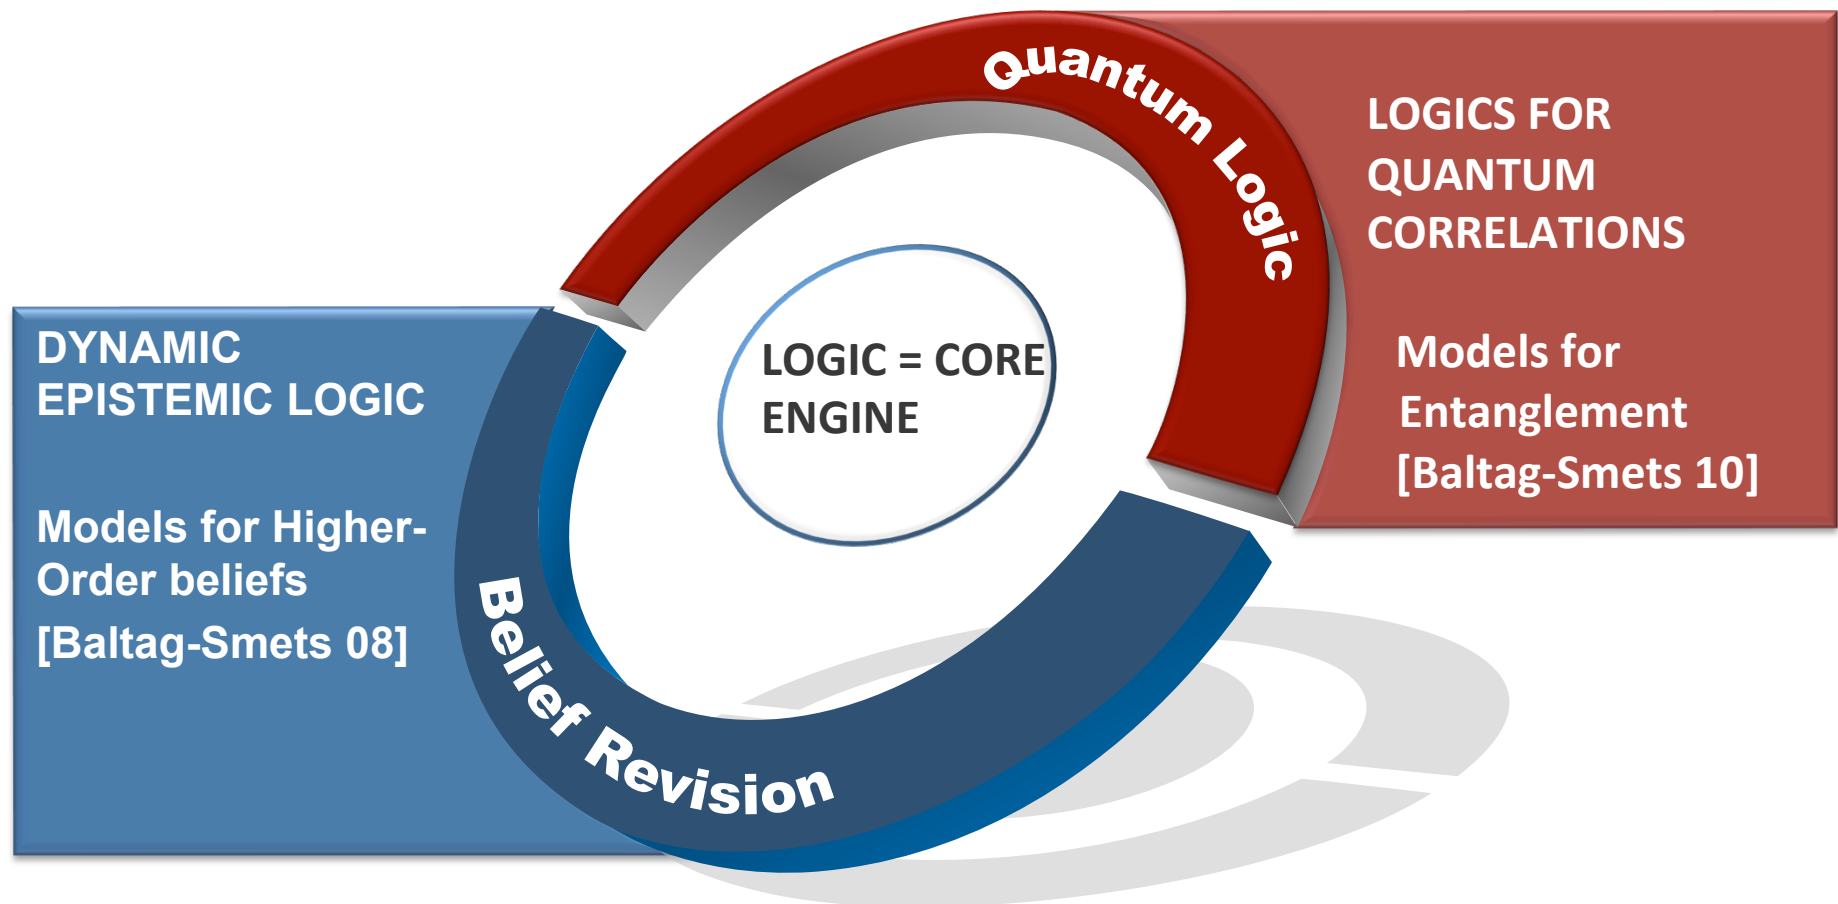 Quantum Logic
LOGICS FOR
QUANTUM
CORRELATIONS
Models for
Entanglement
[Baltag-Smets 10]
LOGIC = CORE
ENGINE
DYNAMIC
EPISTEMIC LOGIC
Models for Higher-
Order beliefs
[Baltag-Smets 08]
Belief Revision